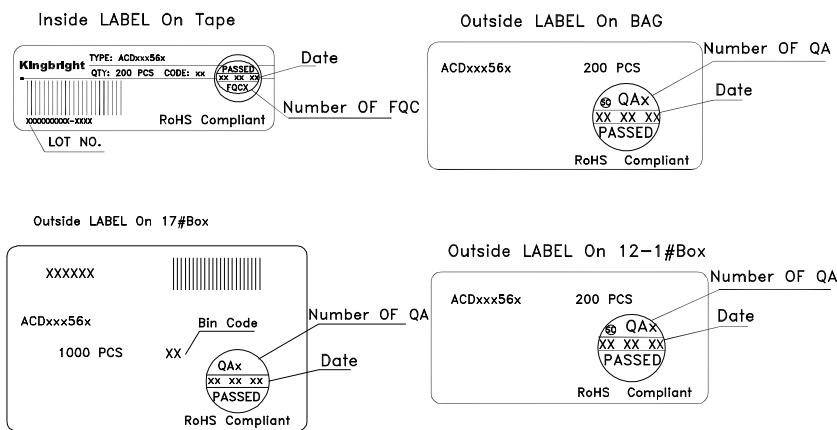 Inside LABEL On Tape
Kingbright
TYPE: ACDxxx56x
QTY: 200 PCS CODE: xx
PASSED
XX XX XX
FQCX
Date
Number OF FQC
XXXXXXXXXX-XXXX
RoHS Compliant
LOT NO.
Outside LABEL On BAG
ACDxxx56x
200 PCS
Number OF QA
Date
SC QAx
XX XX XX
PASSED
RoHS Compliant
Outside LABEL On 17#Box
XXXXXX
ACDxxx56x
Bin Code
Number OF QA
1000 PCS
XX
Date
QAx
XX XX XX
PASSED
RoHS Compliant
Outside LABEL On 12-1#Box
ACDxxx56x
200 PCS
Number OF QA
Date
SC QAx
XX XX XX
PASSED
RoHS Compliant